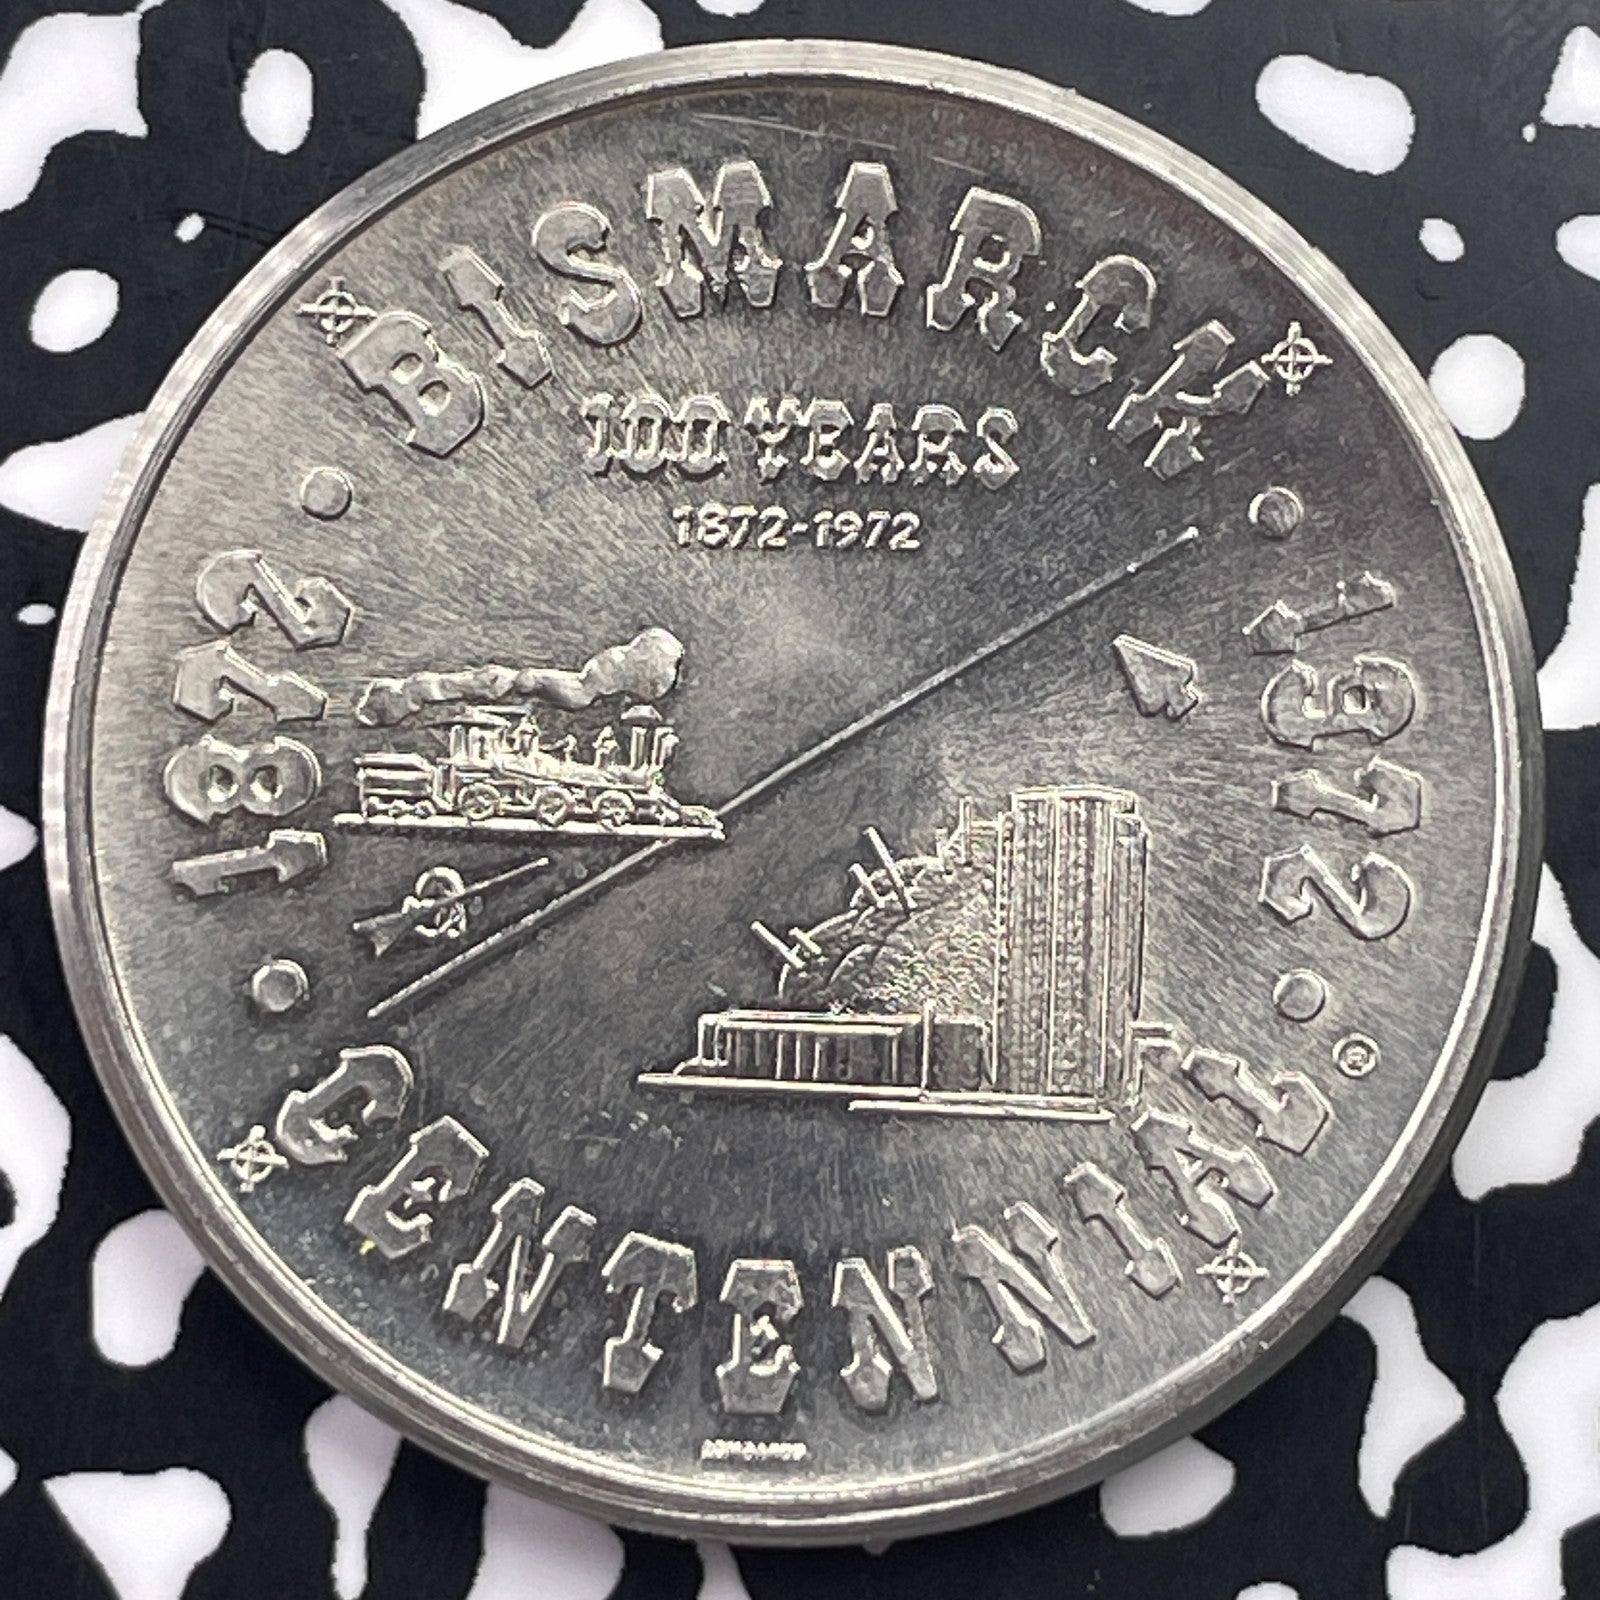 BISMARCK
100 YEARS
1872-1972
1872
1972
CENTENNIAL
®